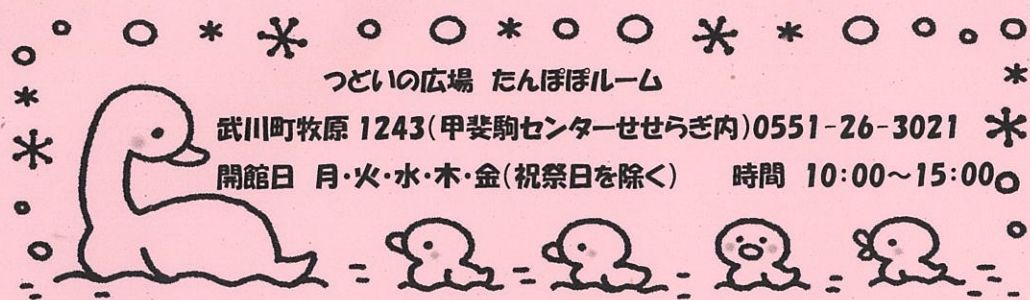 つどいの広場 たんぽぽルーム
武川町牧原 1243(甲斐駒センターせせらぎ内)0551-26-3021
開館日 月・火・水・木・金(祝祭日を除く) 時間 10:00～15:00